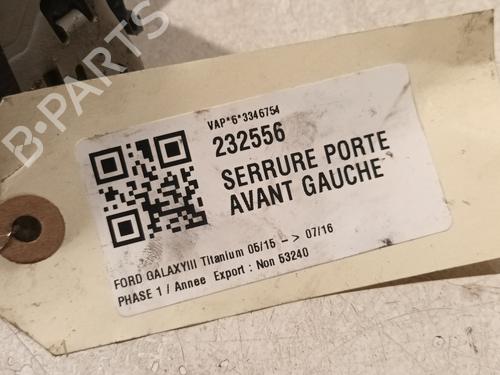 B-PARTS
VAP*6*3346754
232556
SERRURE PORTE
AVANT GAUCHE
FORD GALAXYIII Titanium 05/15 -> 07/16
PHASE 1 / Annee Export : Non 53240